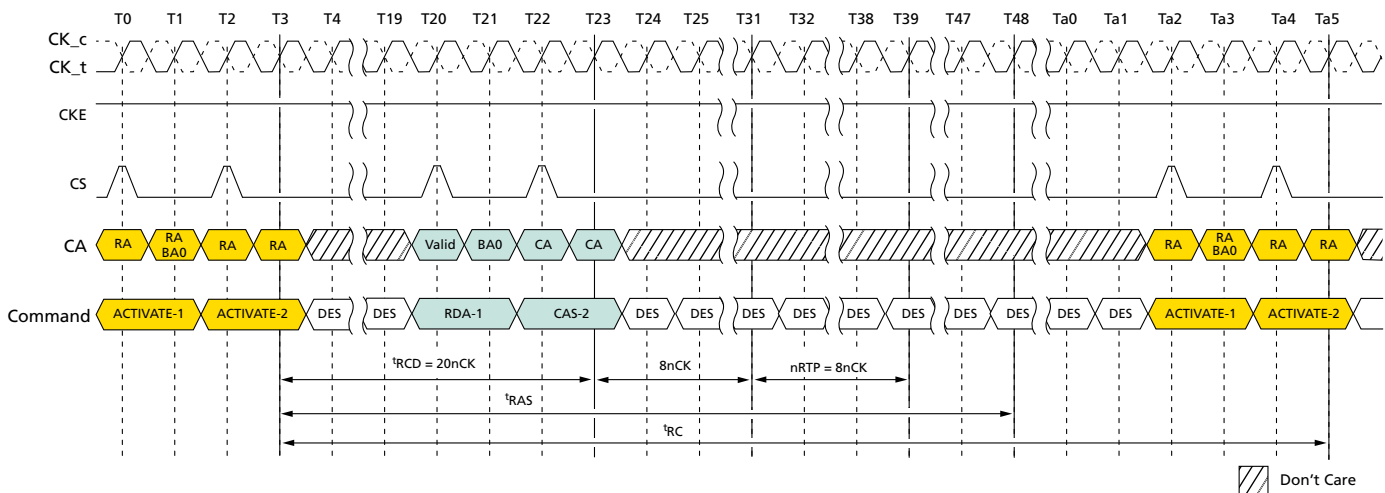 T0 T1 T2 T3 T4 T19 T20 T21 T22 T23 T24 T25 T31 T32 T38 T39 T47 T48 Ta0 Ta1 Ta2 Ta3 Ta4 Ta5
CK_c
CK_t
CKE
CS
CA RA RA BA0 RA RA Valid BA0 CA CA RA RA BA0 RA RA
Command ACTIVATE-1 ACTIVATE-2 DES DES RDA-1 CAS-2 DES DES DES DES DES DES DES DES DES DES ACTIVATE-1 ACTIVATE-2
tRCD = 20nCK 8nCK nRTP = 8nCK
tRAS
tRC
Don't Care